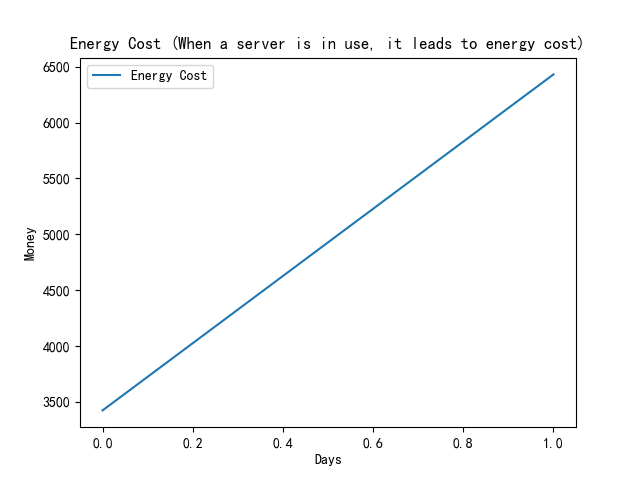 Energy Cost (When a server is in use, it leads to energy cost)
Energy Cost
6500
6000
5500
5000
4500
4000
3500
Money
0.0 0.2 0.4 0.6 0.8 1.0
Days